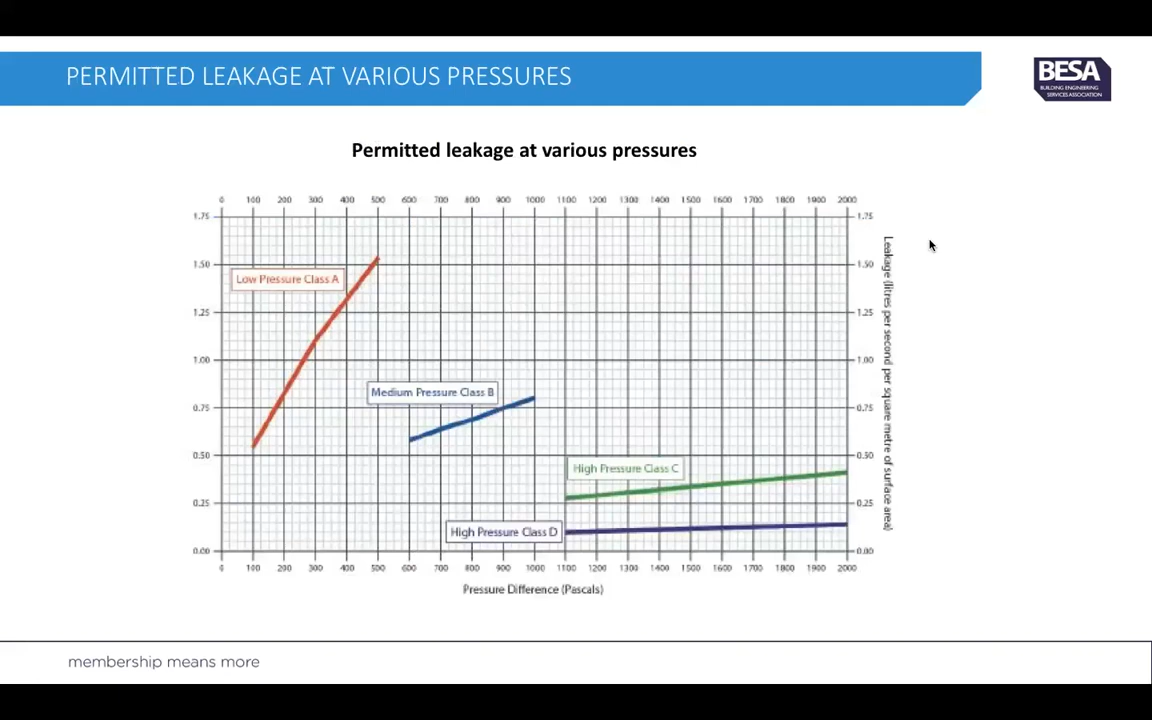 PERMITTED LEAKAGE AT VARIOUS PRESSURES
BESA
BUILDING ENGINEERING
SERVICES ASSOCIATION
Permitted leakage at various pressures
0 100 200 300 400 500 600 700 800 900 1000 1100 1200 1300 1400 1500 1600 1700 1800 1900 2000
1.75 1.75
1.50 1.50
Low Pressure Class A
1.25 1.25
1.00 1.00
Medium Pressure Class B
0.75 0.75
High Pressure Class C
0.50 0.50
0.25 0.25
High Pressure Class D
0.00 0.00
Leakage (litres per second per square metre of surface area)
0 100 200 300 400 500 600 700 800 900 1000 1100 1200 1300 1400 1500 1600 1700 1800 1900 2000
Pressure Difference (Pascals)
membership means more